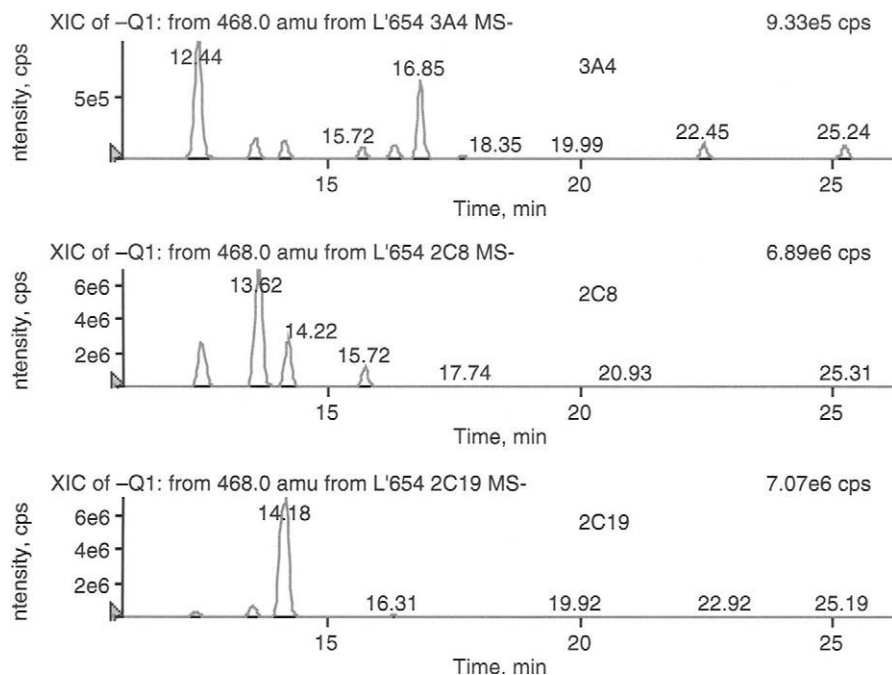 XIC of –Q1: from 468.0 amu from L'654 3A4 MS- 9.33e5 cps
12.44
16.85
3A4
5e5
15.72
18.35
19.99
22.45
25.24
ntensity, cps
15 20 25
Time, min
XIC of –Q1: from 468.0 amu from L'654 2C8 MS- 6.89e6 cps
6e6
13.62
2C8
4e6
14.22
2e6
15.72
17.74
20.93
25.31
ntensity, cps
15 20 25
Time, min
XIC of –Q1: from 468.0 amu from L'654 2C19 MS- 7.07e6 cps
6e6
14.18
2C19
4e6
2e6
16.31
19.92
22.92
25.19
ntensity, cps
15 20 25
Time, min